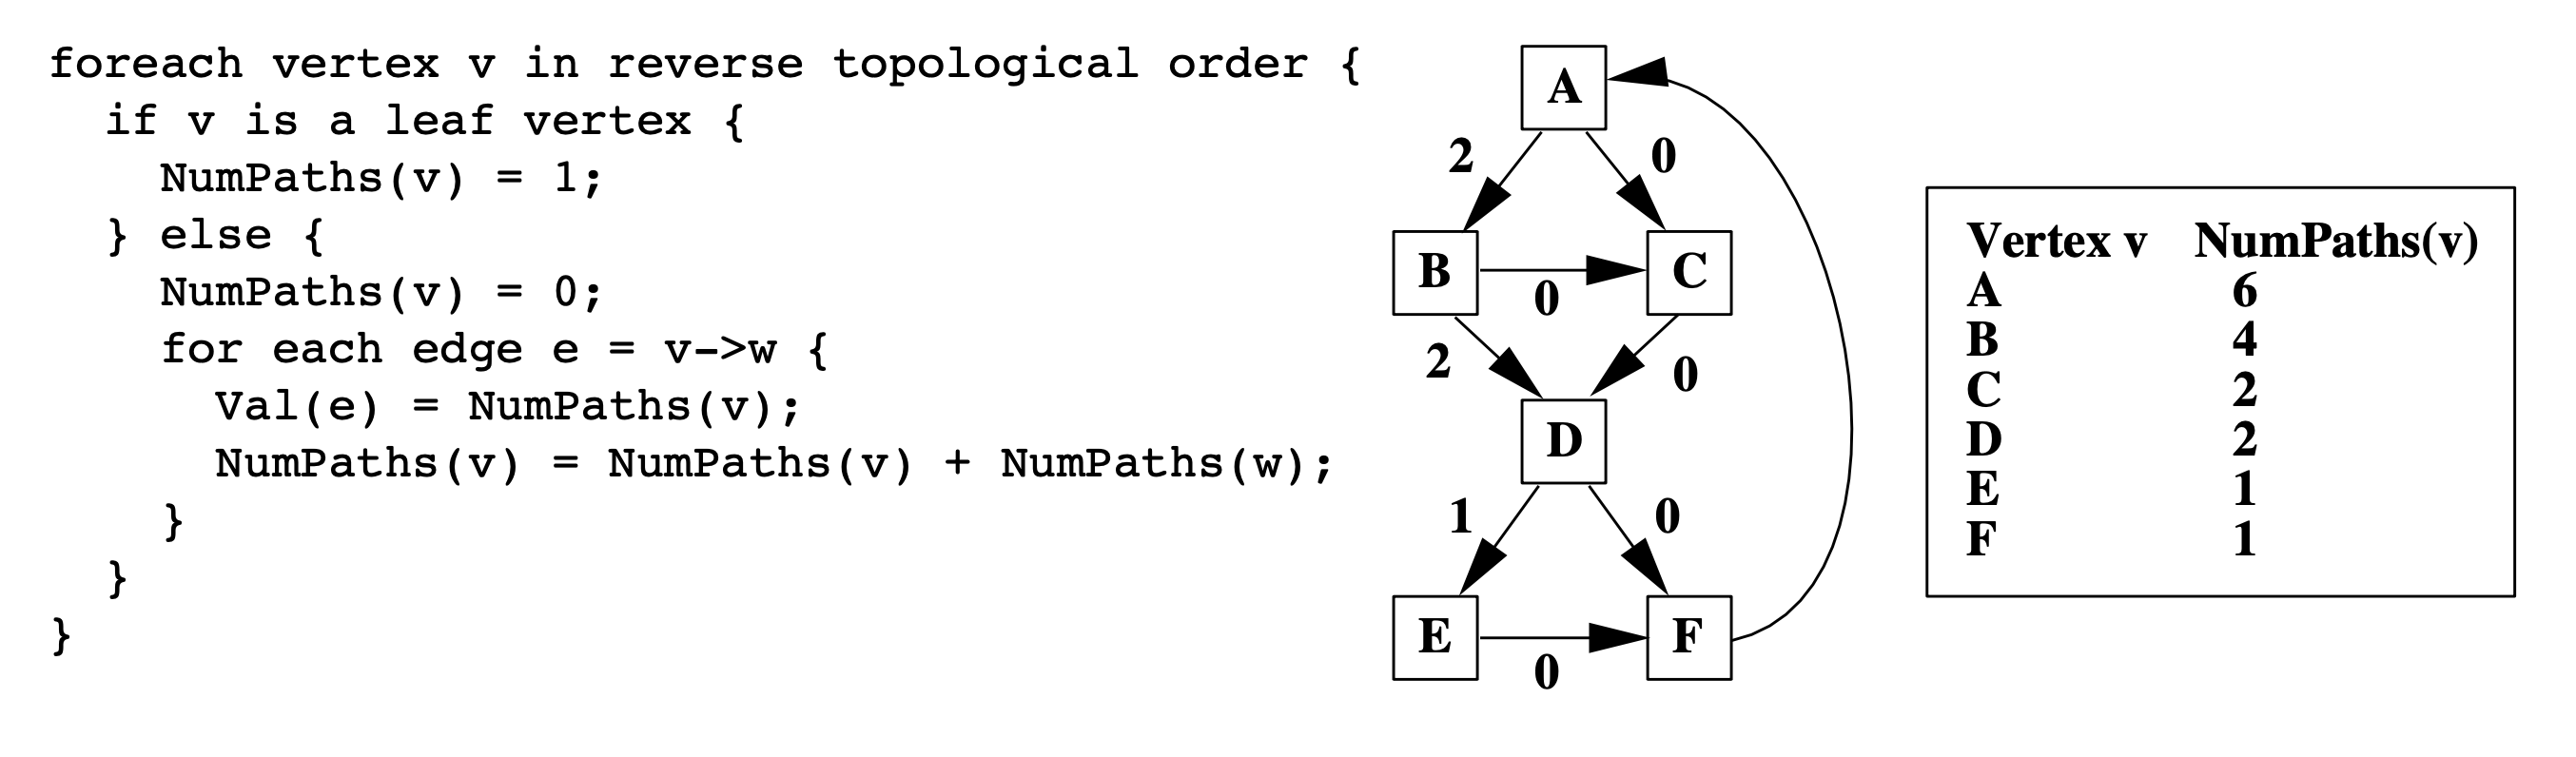 foreach vertex v in reverse topological order {
if v is a leaf vertex {
NumPaths(v) = 1;
} else {
NumPaths(v) = 0;
for each edge e = v->w {
Val(e) = NumPaths(v);
NumPaths(v) = NumPaths(v) + NumPaths(w);
}
}
}
A
2 0
B 0 C
2 0
D
1 0
E 0 F
Vertex v NumPaths(v)
A 6
B 4
C 2
D 2
E 1
F 1